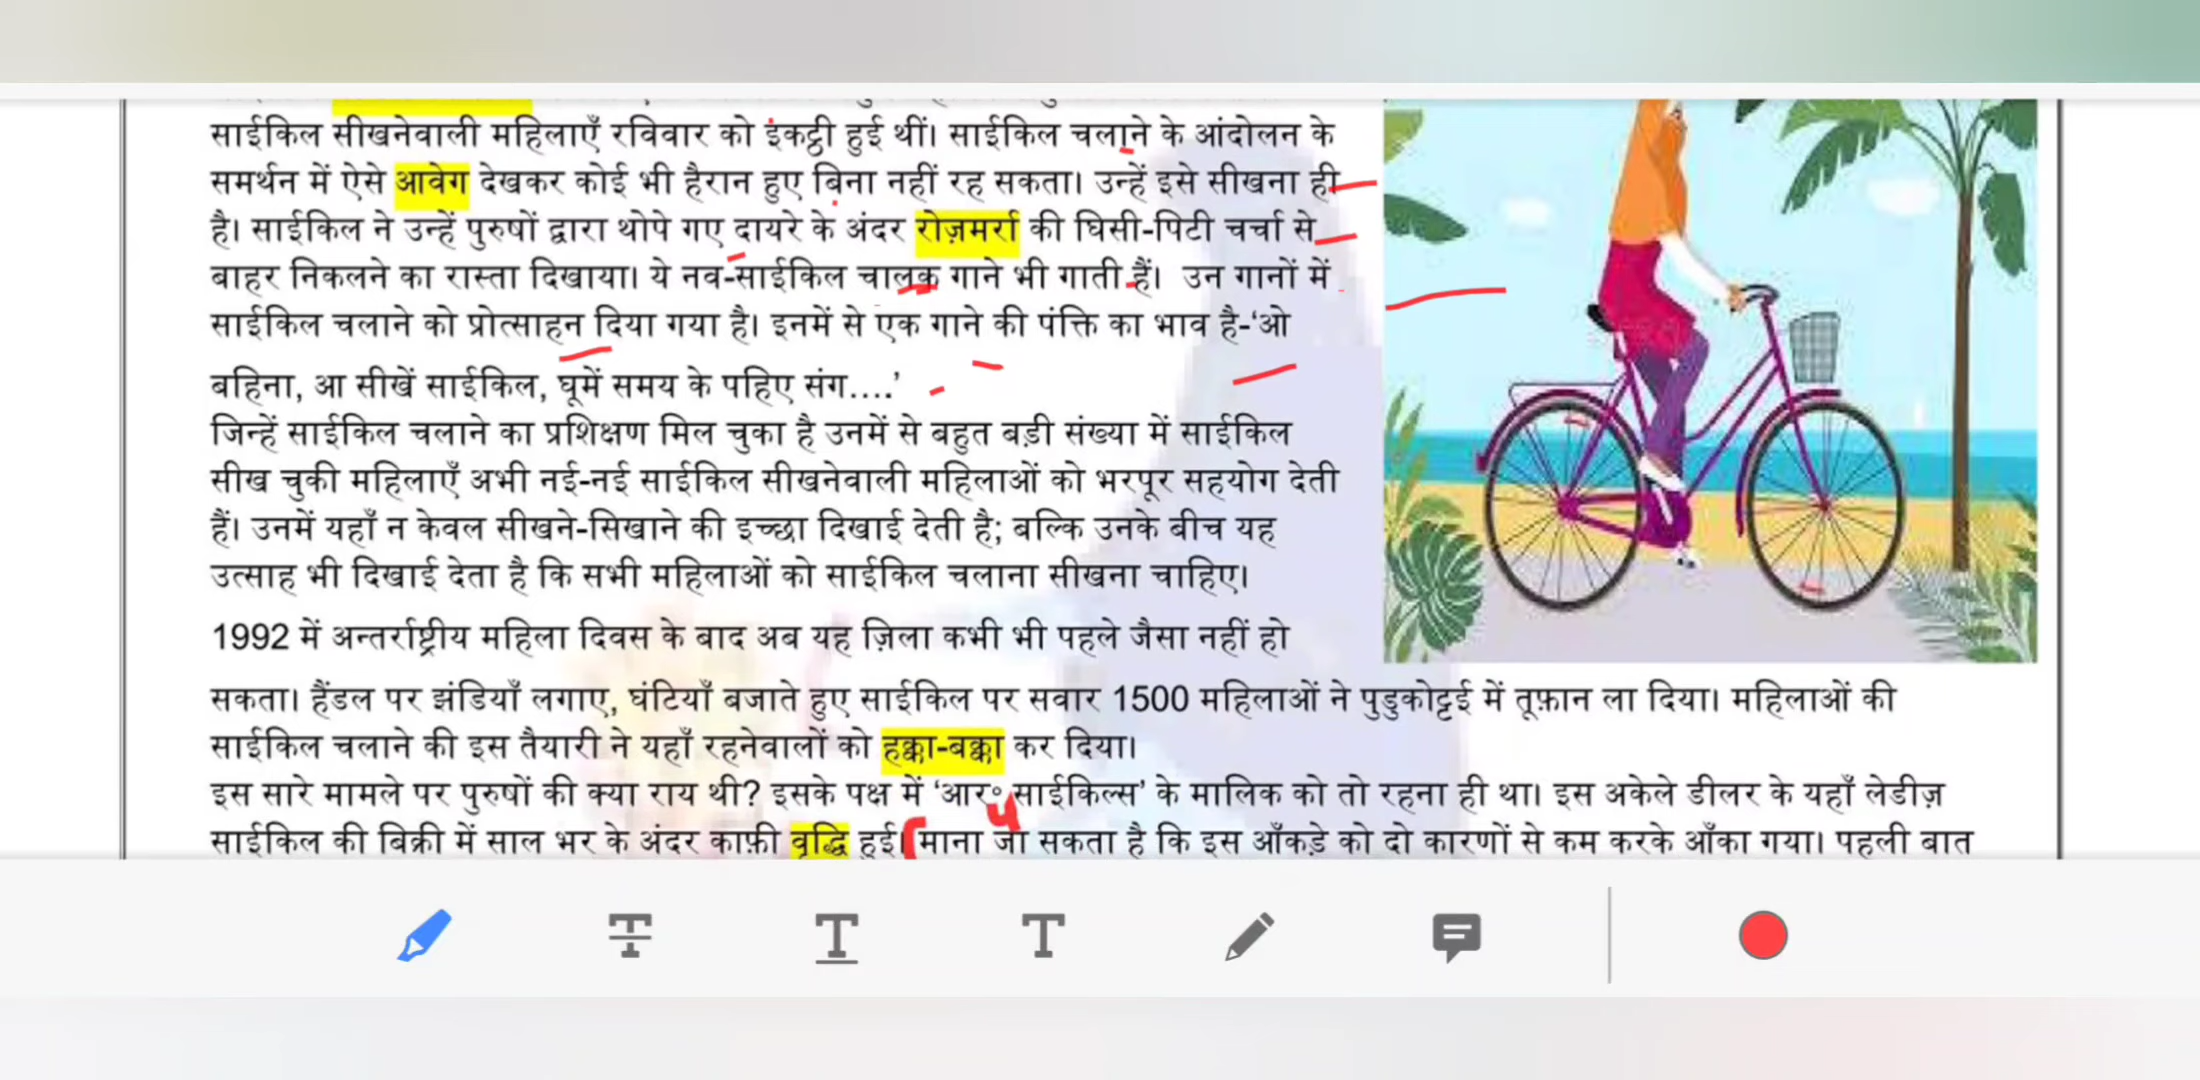 साईकिल सीखनेवाली महिलाएँ रविवार को इंकट्ठी हुई थीं। साईकिल चलाने के आंदोलन के
समर्थन में ऐसे आवेग देखकर कोई भी हैरान हुए बिना नहीं रह सकता। उन्हें इसे सीखना ही
है। साईकिल ने उन्हें पुरुषों द्वारा थोपे गए दायरे के अंदर रोज़मर्रा की घिसी-पिटी चर्चा से
बाहर निकलने का रास्ता दिखाया। ये नव-साईकिल चालक गाने भी गाती हैं। उन गानों में
साईकिल चलाने को प्रोत्साहन दिया गया है। इनमें से एक गाने की पंक्ति का भाव है-‘ओ
बहिना, आ सीखें साईकिल, घूमें समय के पहिए संग....’
जिन्हें साईकिल चलाने का प्रशिक्षण मिल चुका है उनमें से बहुत बड़ी संख्या में साईकिल
सीख चुकी महिलाएँ अभी नई-नई साईकिल सीखनेवाली महिलाओं को भरपूर सहयोग देती
हैं। उनमें यहाँ न केवल सीखने-सिखाने की इच्छा दिखाई देती है; बल्कि उनके बीच यह
उत्साह भी दिखाई देता है कि सभी महिलाओं को साईकिल चलाना सीखना चाहिए।
1992 में अन्तर्राष्ट्रीय महिला दिवस के बाद अब यह ज़िला कभी भी पहले जैसा नहीं हो
सकता। हैंडल पर झंडियाँ लगाए, घंटियाँ बजाते हुए साईकिल पर सवार 1500 महिलाओं ने पुडुकोट्टई में तूफ़ान ला दिया। महिलाओं की
साईकिल चलाने की इस तैयारी ने यहाँ रहनेवालों को हक्का-बक्का कर दिया।
इस सारे मामले पर पुरुषों की क्या राय थी? इसके पक्ष में ‘आर॰ साईकिल्स’ के मालिक को तो रहना ही था। इस अकेले डीलर के यहाँ लेडीज़
साईकिल की बिक्री में साल भर के अंदर काफ़ी वृद्धि हुई। माना जा सकता है कि इस आँकड़े को दो कारणों से कम करके आँका गया। पहली बात